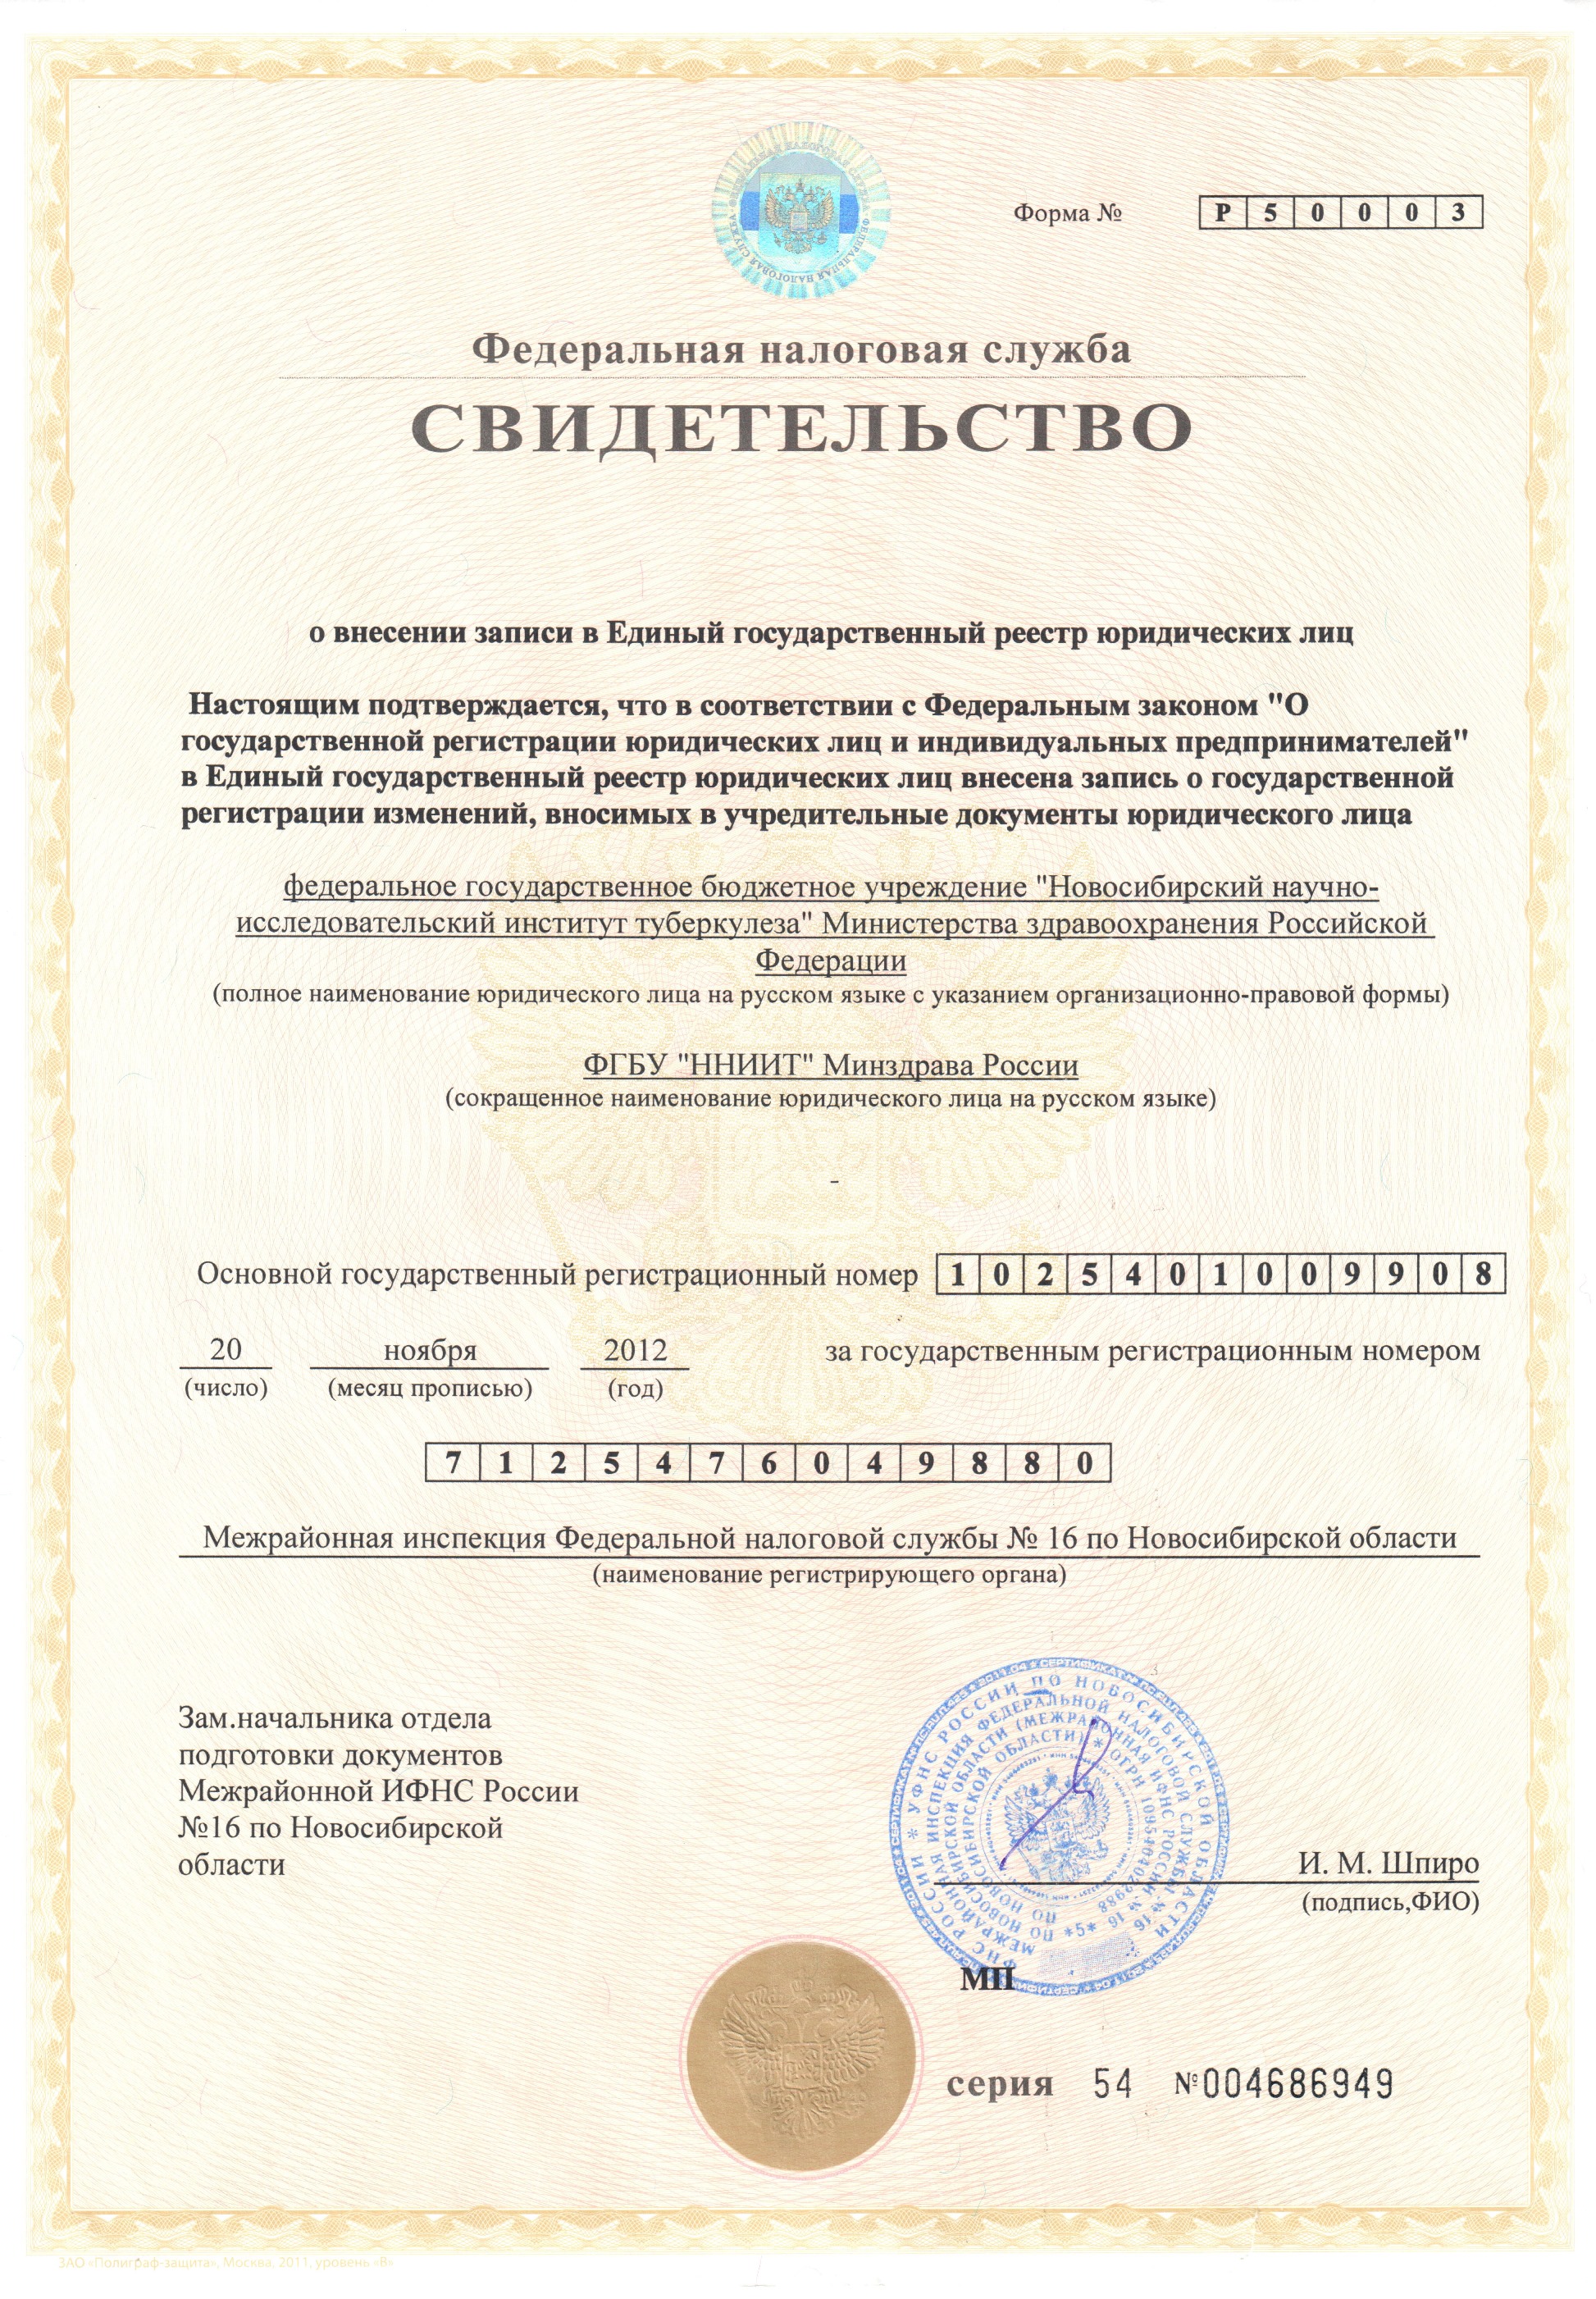 Форма № Р50003
Федеральная налоговая служба
СВИДЕТЕЛЬСТВО
о внесении записи в Единый государственный реестр юридических лиц
Настоящим подтверждается, что в соответствии с Федеральным законом "О
государственной регистрации юридических лиц и индивидуальных предпринимателей"
в Единый государственный реестр юридических лиц внесена запись о государственной
регистрации изменений, вносимых в учредительные документы юридического лица
федеральное государственное бюджетное учреждение "Новосибирский научно-
исследовательский институт туберкулеза" Министерства здравоохранения Российской
Федерации
(полное наименование юридического лица на русском языке с указанием организационно-правовой формы)
ФГБУ "ННИИТ" Минздрава России
(сокращенное наименование юридического лица на русском языке)
-
Основной государственный регистрационный номер 1025401009908
20 ноября 2012 за государственным регистрационным номером
(число) (месяц прописью) (год)
7125476049880
Межрайонная инспекция Федеральной налоговой службы № 16 по Новосибирской области
(наименование регистрирующего органа)
Зам.начальника отдела
подготовки документов
Межрайонной ИФНС России
№16 по Новосибирской
области
И. М. Шпиро
(подпись,ФИО)
МП
серия 54 №004686949
ЗАО «Полиграф-защита», Москва, 2011, уровень «В»